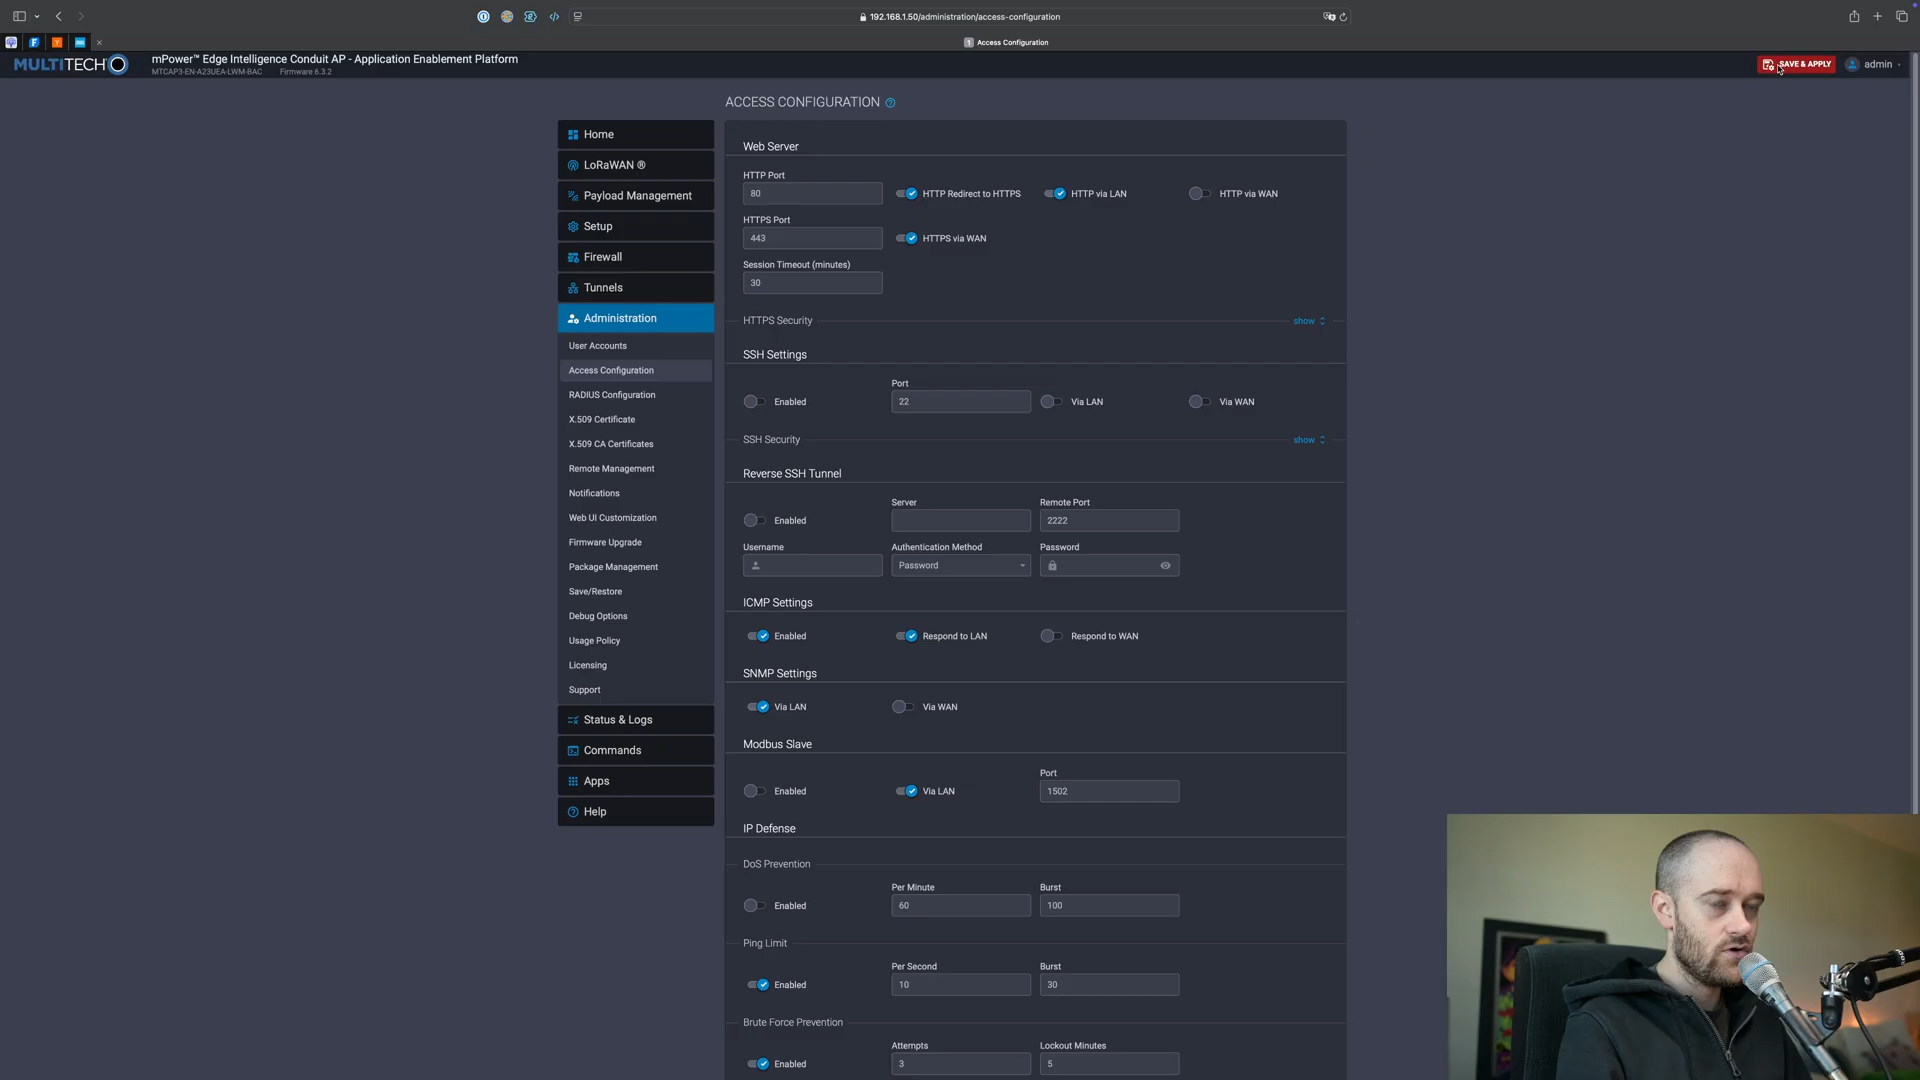 192.168.1.50/administration/access-configuration
1 Access Configuration
MULTITECH
mPower™ Edge Intelligence Conduit AP - Application Enablement Platform
MTCAP3-EN-A23UEA-LWM-BAC Firmware 6.3.2
SAVE & APPLY
admin
ACCESS CONFIGURATION
Home
LoRaWAN ®
Payload Management
Setup
Firewall
Tunnels
Administration
User Accounts
Access Configuration
RADIUS Configuration
X.509 Certificate
X.509 CA Certificates
Remote Management
Notifications
Web UI Customization
Firmware Upgrade
Package Management
Save/Restore
Debug Options
Usage Policy
Licensing
Support
Status & Logs
Commands
Apps
Help
Web Server
HTTP Port
80
HTTP Redirect to HTTPS
HTTP via LAN
HTTP via WAN
HTTPS Port
443
HTTPS via WAN
Session Timeout (minutes)
30
HTTPS Security
show
SSH Settings
Enabled
Port
22
Via LAN
Via WAN
SSH Security
show
Reverse SSH Tunnel
Enabled
Server
Remote Port
2222
Username
Authentication Method
Password
Password
ICMP Settings
Enabled
Respond to LAN
Respond to WAN
SNMP Settings
Via LAN
Via WAN
Modbus Slave
Enabled
Via LAN
Port
1502
IP Defense
DoS Prevention
Enabled
Per Minute
60
Burst
100
Ping Limit
Enabled
Per Second
10
Burst
30
Brute Force Prevention
Enabled
Attempts
3
Lockout Minutes
5